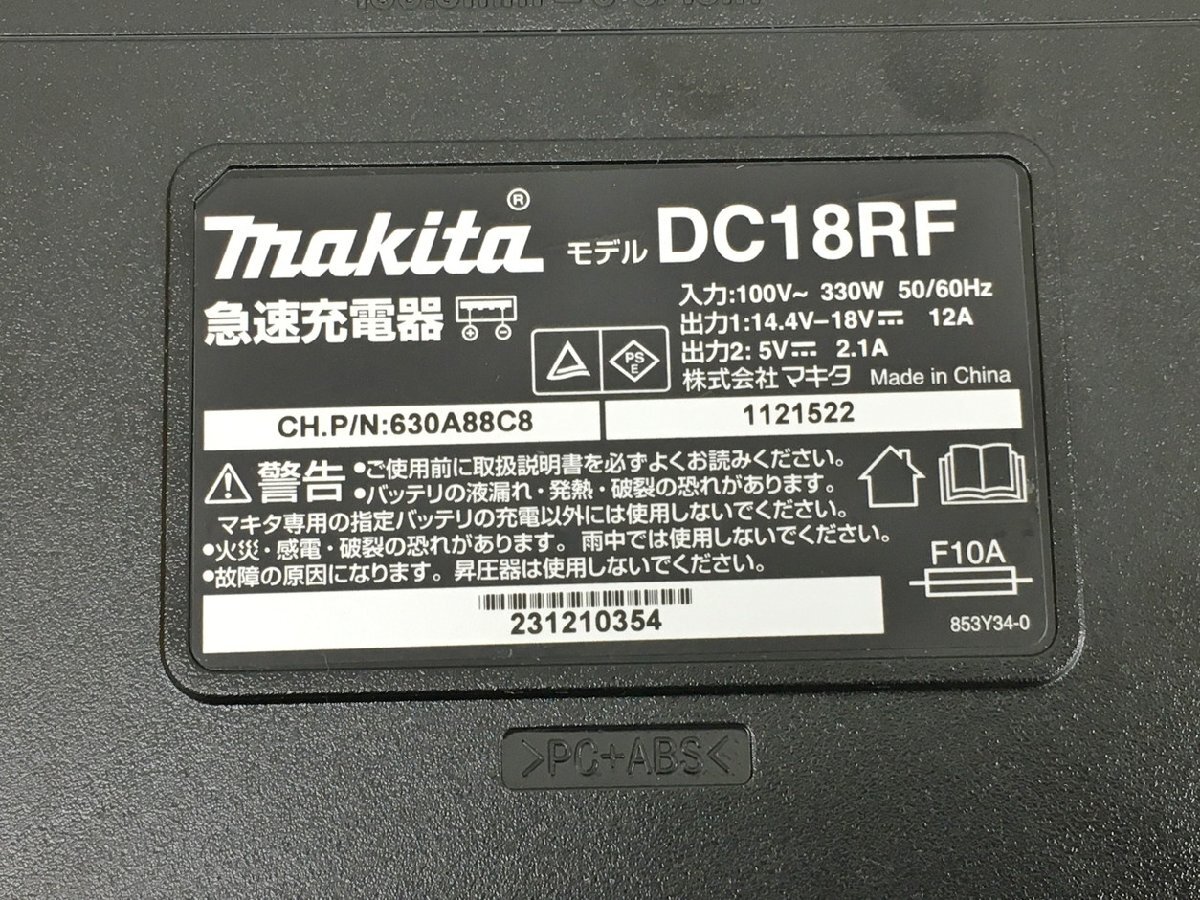 makita®
モデル DC18RF
急速充電器
入力:100V~ 330W 50/60Hz
出力1:14.4V-18V⎓ 12A
出力2: 5V⎓ 2.1A
株式会社マキタ Made in China
PS
E
CH.P/N:630A88C8
1121522
警告
•ご使用前に取扱説明書を必ずよくお読みください。
•バッテリの液漏れ・発熱・破裂の恐れがあります。
マキタ専用の指定バッテリの充電以外には使用しないでください。
•火災・感電・破裂の恐れがあります。雨中では使用しないでください。
•故障の原因になります。昇圧器は使用しないでください。
F10A
231210354
853Y34-0
>PC+ABS<